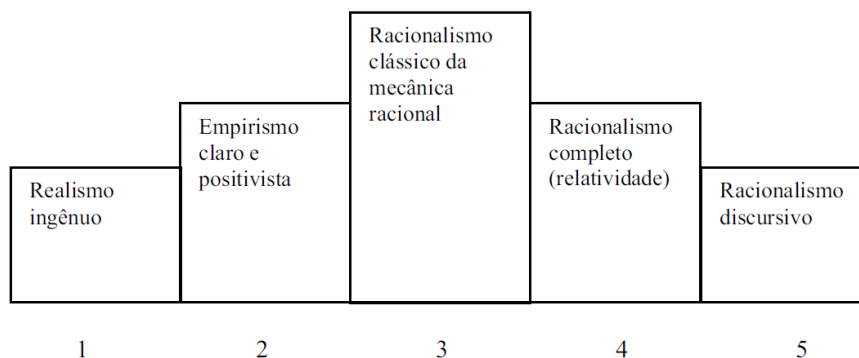 Realismo
ingênuo
Empirismo
claro e
positivista
Racionalismo
clássico da
mecânica
racional
Racionalismo
completo
(relatividade)
Racionalismo
discursivo
1
2
3
4
5